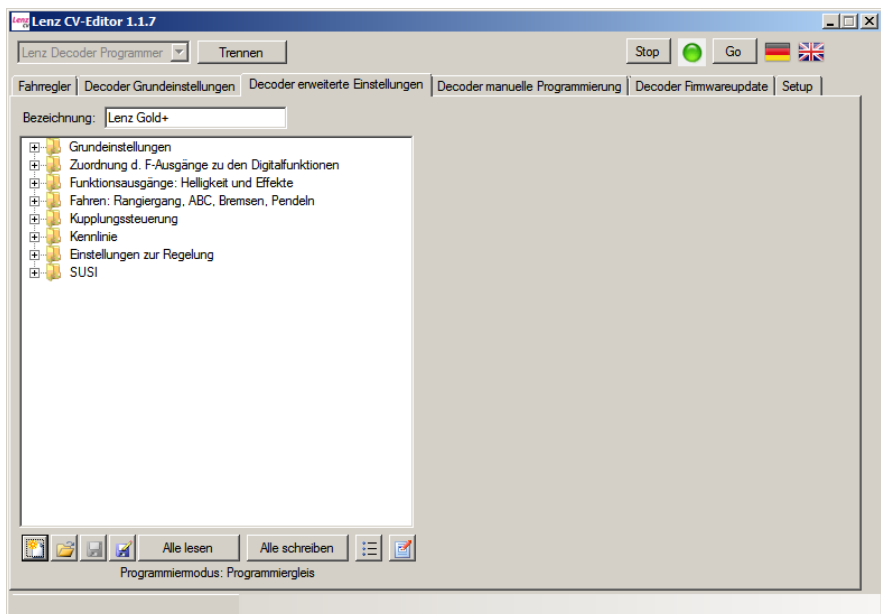 Lenz CV-Editor 1.1.7
Lenz Decoder Programmer Trennen Stop Go
Fahrregler Decoder Grundeinstellungen Decoder erweiterte Einstellungen Decoder manuelle Programmierung Decoder Firmwareupdate Setup
Bezeichnung: Lenz Gold+
Grundeinstellungen
Zuordnung d. F-Ausgänge zu den Digitalfunktionen
Funktionsausgänge: Helligkeit und Effekte
Fahren: Rangiergang, ABC, Bremsen, Pendeln
Kupplungssteuerung
Kennlinie
Einstellungen zur Regelung
SUSI
Alle lesen Alle schreiben
Programmiermodus: Programmiergleis